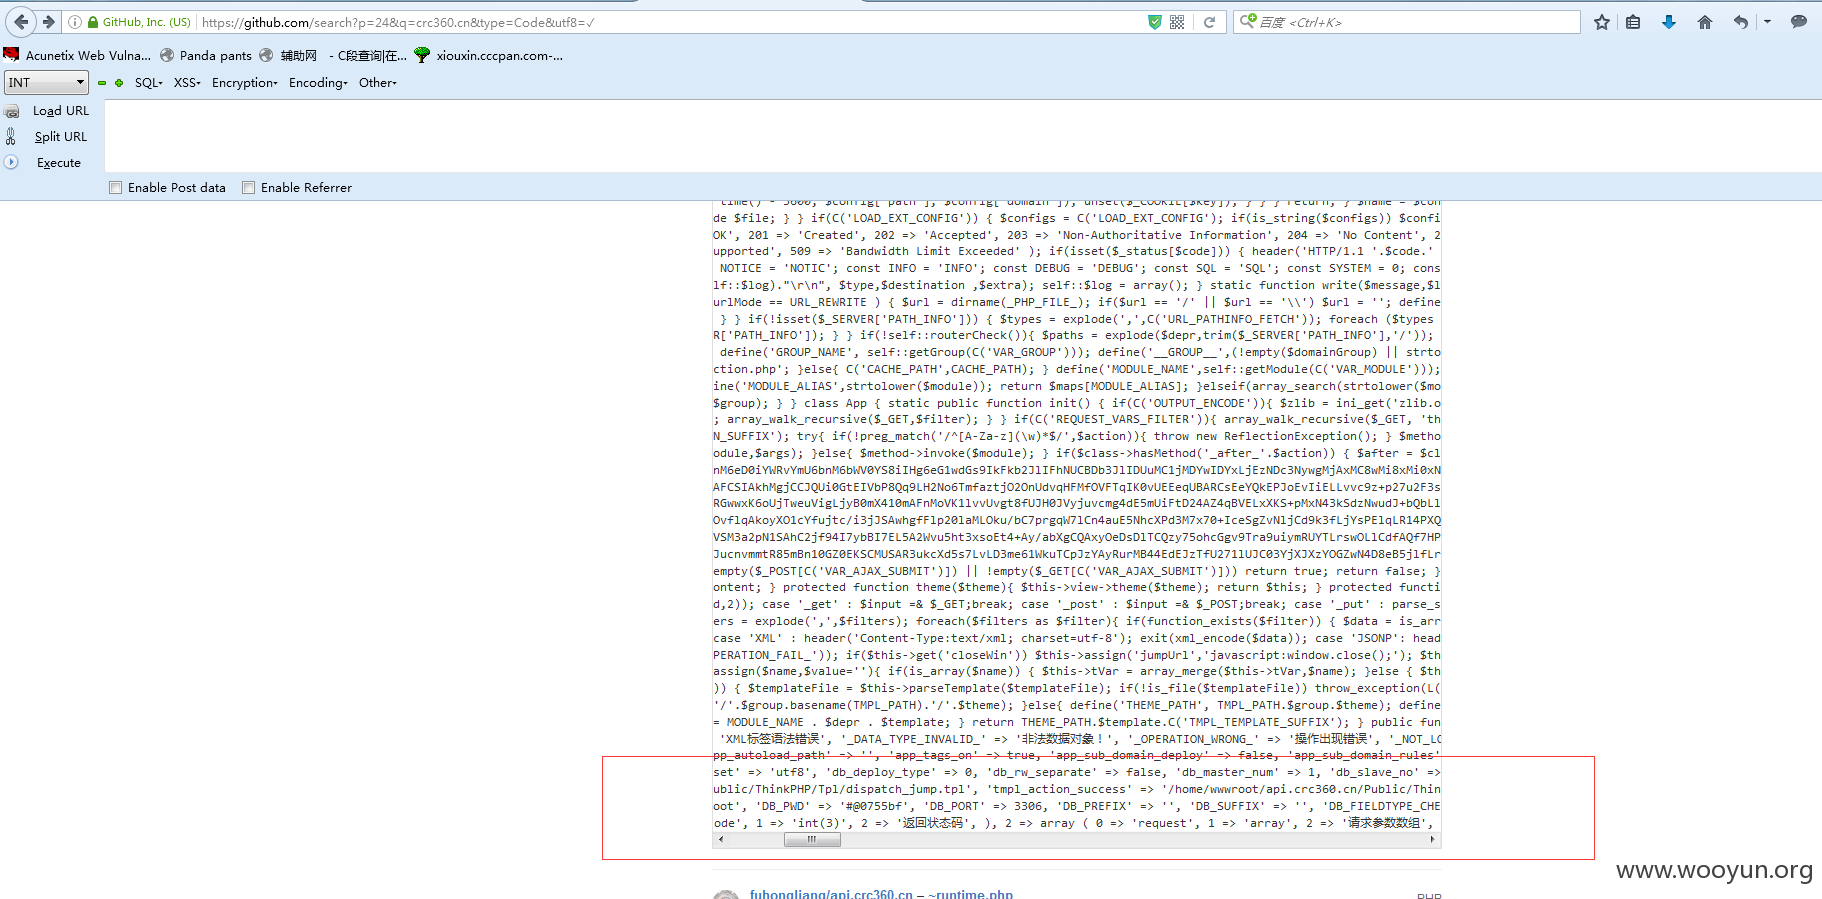 GitHub, Inc. (US) https://github.com/search?p=24&q=crc360.cn&type=Code&utf8=✓ 百度 <Ctrl+K>
Acunetix Web Vulna... Panda pants 辅助网 - C段查询|在... xiouxin.cccpan.com-...
INT SQL XSS Encryption Encoding Other
Load URL
Split URL
Execute
Enable Post data Enable Referrer
time() - 3600, $config['path'], $config['domain']); unset($_COOKIE[$key]); } } } return; } $name = $con
de $file; } } if(C('LOAD_EXT_CONFIG')) { $configs = C('LOAD_EXT_CONFIG'); if(is_string($configs)) $confi
OK', 201 => 'Created', 202 => 'Accepted', 203 => 'Non-Authoritative Information', 204 => 'No Content', 2
upported', 509 => 'Bandwidth Limit Exceeded' ); if(isset($_status[$code])) { header('HTTP/1.1 '.$code.'
NOTICE = 'NOTIC'; const INFO = 'INFO'; const DEBUG = 'DEBUG'; const SQL = 'SQL'; const SYSTEM = 0; cons
lf::$log)."\r\n", $type,$destination ,$extra); self::$log = array(); } static function write($message,$l
urlMode == URL_REWRITE ) { $url = dirname(_PHP_FILE_); if($url == '/' || $url == '\\') $url = ''; define
} } if(!isset($_SERVER['PATH_INFO'])) { $types = explode(',',C('URL_PATHINFO_FETCH')); foreach ($types
R['PATH_INFO']); } } if(!self::routerCheck()){ $paths = explode($depr,trim($_SERVER['PATH_INFO'],'/'));
define('GROUP_NAME', self::getGroup(C('VAR_GROUP'))); define('__GROUP__',(!empty($domainGroup) || strto
ction.php'; }else{ C('CACHE_PATH',CACHE_PATH); } define('MODULE_NAME',self::getModule(C('VAR_MODULE')));
ine('MODULE_ALIAS',strtolower($module)); return $maps[MODULE_ALIAS]; }elseif(array_search(strtolower($mo
$group); } } class App { static public function init() { if(C('OUTPUT_ENCODE')){ $zlib = ini_get('zlib.o
; array_walk_recursive($_GET,$filter); } } if(C('REQUEST_VARS_FILTER')){ array_walk_recursive($_GET, 'th
N_SUFFIX'); try{ if(!preg_match('/^[A-Za-z](\w)*$/',$action)){ throw new ReflectionException(); } $metho
odule,$args); }else{ $method->invoke($module); } if($class->hasMethod('_after_'.$action)) { $after = $cl
empty($_POST[C('VAR_AJAX_SUBMIT')]) || !empty($_GET[C('VAR_AJAX_SUBMIT')])) return true; return false; }
ontent; } protected function theme($theme){ $this->view->theme($theme); return $this; } protected functi
d,2)); case '_get' : $input =& $_GET;break; case '_post' : $input =& $_POST;break; case '_put' : parse_s
ers = explode(',',$filters); foreach($filters as $filter){ if(function_exists($filter)) { $data = is_arr
case 'XML' : header('Content-Type:text/xml; charset=utf-8'); exit(xml_encode($data)); case 'JSONP': head
PERATION_FAIL_')); if($this->get('closeWin')) $this->assign('jumpUrl','javascript:window.close();'); $th
assign($name,$value=''){ if(is_array($name)) { $this->tVar = array_merge($this->tVar,$name); }else { $th
)) { $templateFile = $this->parseTemplate($templateFile); if(!is_file($templateFile)) throw_exception(L(
'/'.$group.basename(TMPL_PATH).'/'.$theme); }else{ define('THEME_PATH', TMPL_PATH.$group.$theme); define
= MODULE_NAME . $depr . $template; } return THEME_PATH.$template.C('TMPL_TEMPLATE_SUFFIX'); } public fun
'XML标签语法错误', '_DATA_TYPE_INVALID_' => '非法数据对象！', '_OPERATION_WRONG_' => '操作出现错误', '_NOT_LO
pp_autoload_path' => '', 'app_tags_on' => true, 'app_sub_domain_deploy' => false, 'app_sub_domain_rules'
set' => 'utf8', 'db_deploy_type' => 0, 'db_rw_separate' => false, 'db_master_num' => 1, 'db_slave_no' =>
ublic/ThinkPHP/Tpl/dispatch_jump.tpl', 'tmpl_action_success' => '/home/wwwroot/api.crc360.cn/Public/Thin
oot', 'DB_PWD' => '#@0755bf', 'DB_PORT' => 3306, 'DB_PREFIX' => '', 'DB_SUFFIX' => '', 'DB_FIELDTYPE_CHE
ode', 1 => 'int(3)', 2 => '返回状态码', ), 2 => array ( 0 => 'request', 1 => 'array', 2 => '请求参数数组',
www.wooyun.org
fuhongliang/api.crc360.cn – ~runtime.php PHP